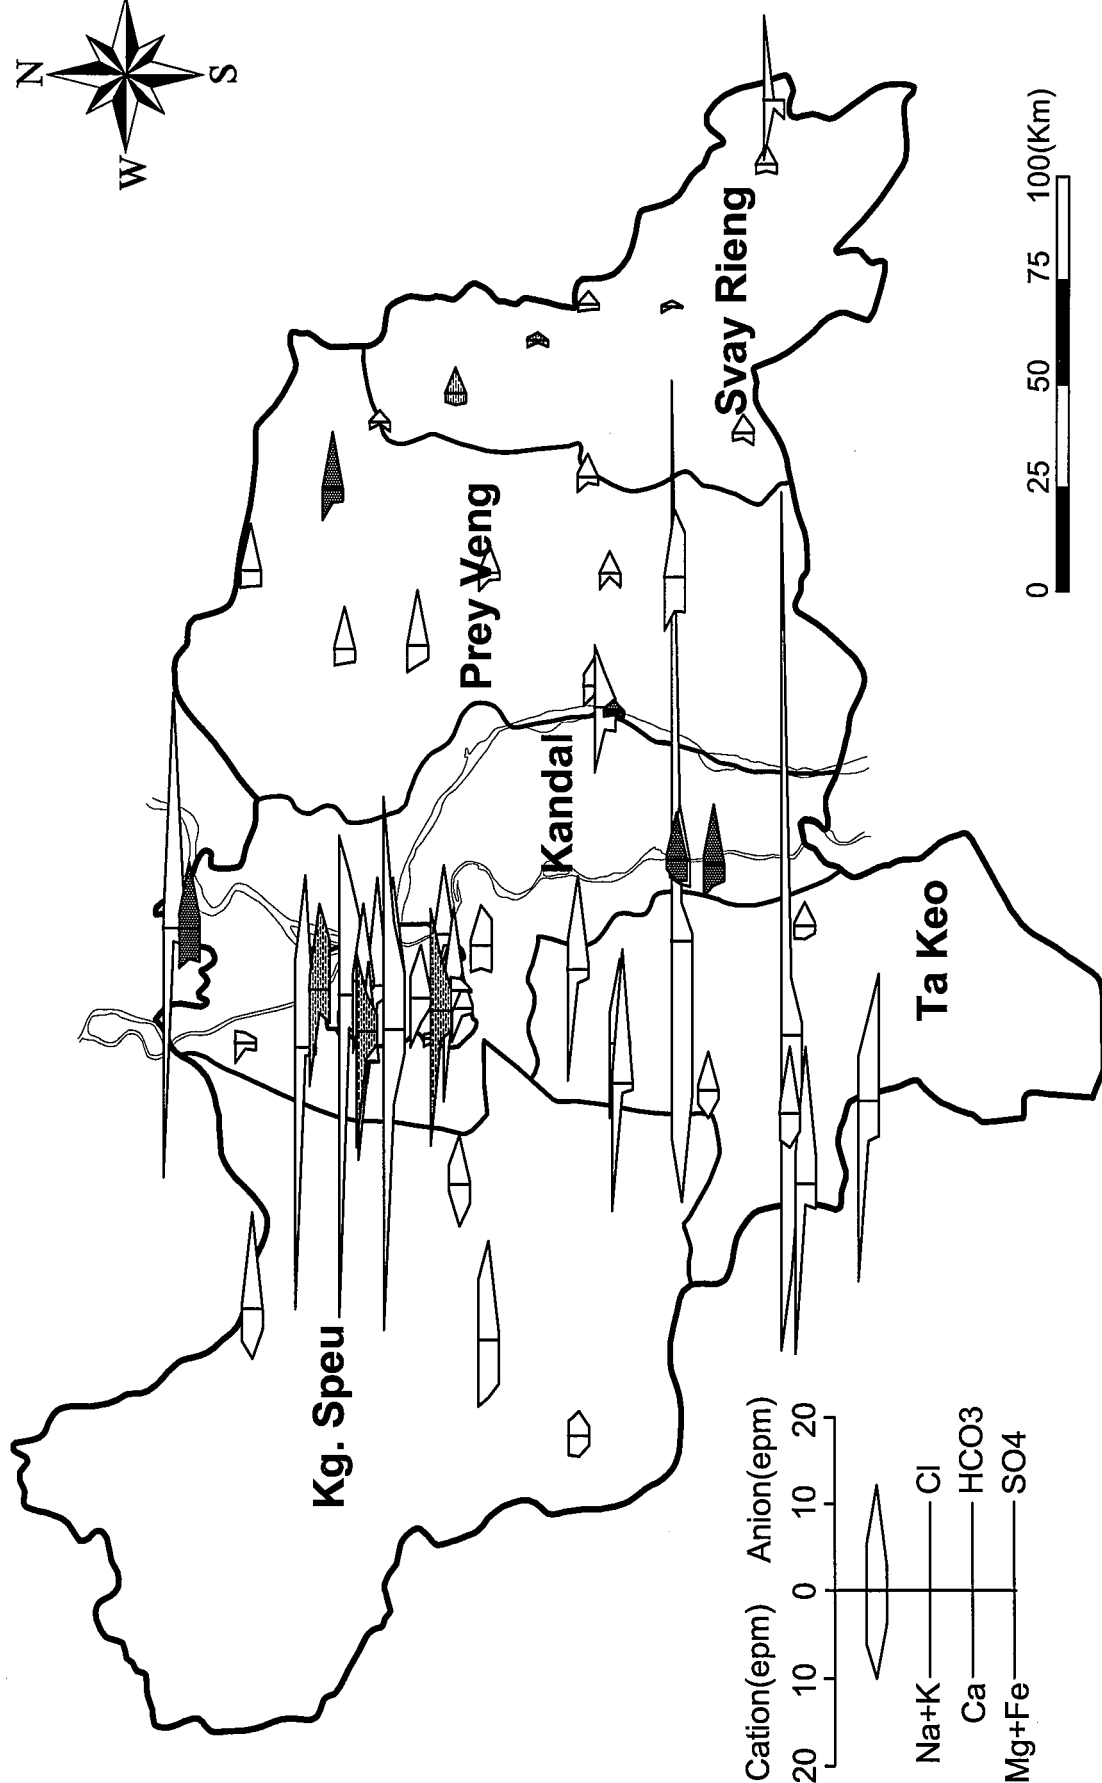 N
W
S
Kg. Speu
Prey Veng
Kandal
Svay Rieng
Ta Keo
Cation(epm) Anion(epm)
20 10 0 10 20
Na+K Cl
Ca HCO3
Mg+Fe SO4
0 25 50 75 100(Km)